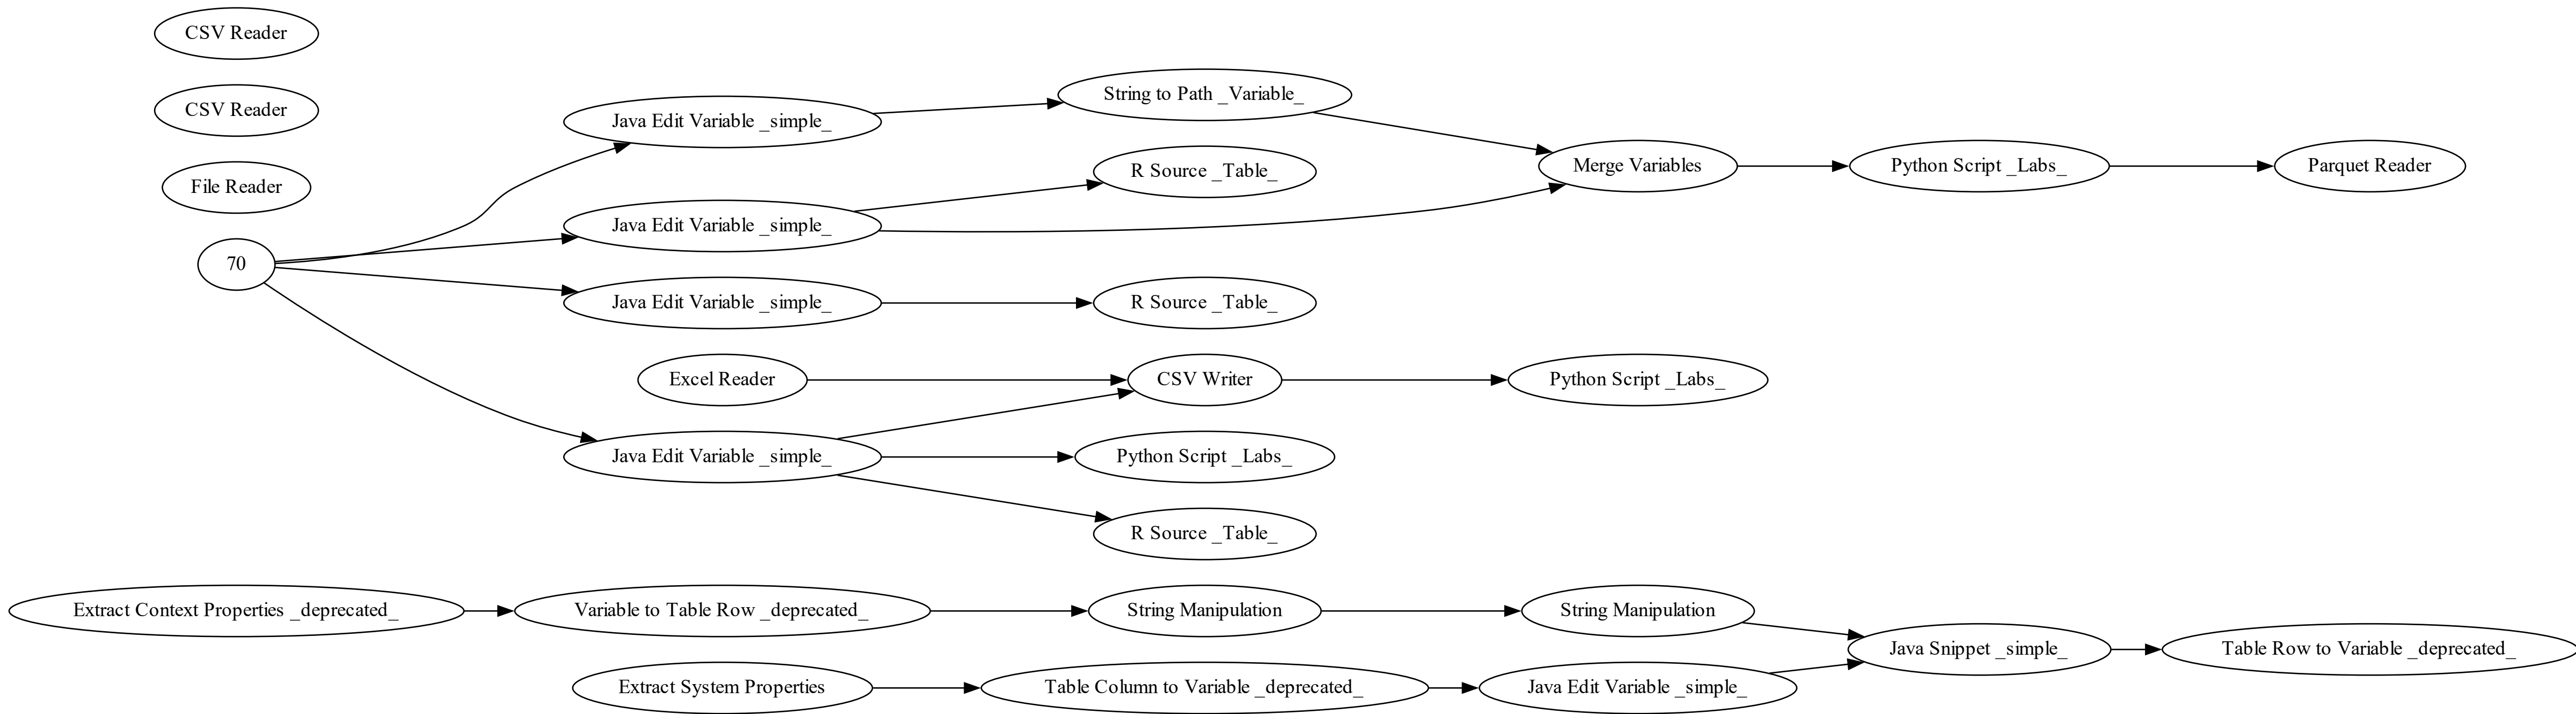 CSV Reader
CSV Reader
File Reader
70
Java Edit Variable _simple_
String to Path _Variable_
Java Edit Variable _simple_
R Source _Table_
Merge Variables
Python Script _Labs_
Parquet Reader
Java Edit Variable _simple_
R Source _Table_
Excel Reader
CSV Writer
Python Script _Labs_
Java Edit Variable _simple_
Python Script _Labs_
R Source _Table_
Extract Context Properties _deprecated_
Variable to Table Row _deprecated_
String Manipulation
String Manipulation
Java Snippet _simple_
Table Row to Variable _deprecated_
Extract System Properties
Table Column to Variable _deprecated_
Java Edit Variable _simple_